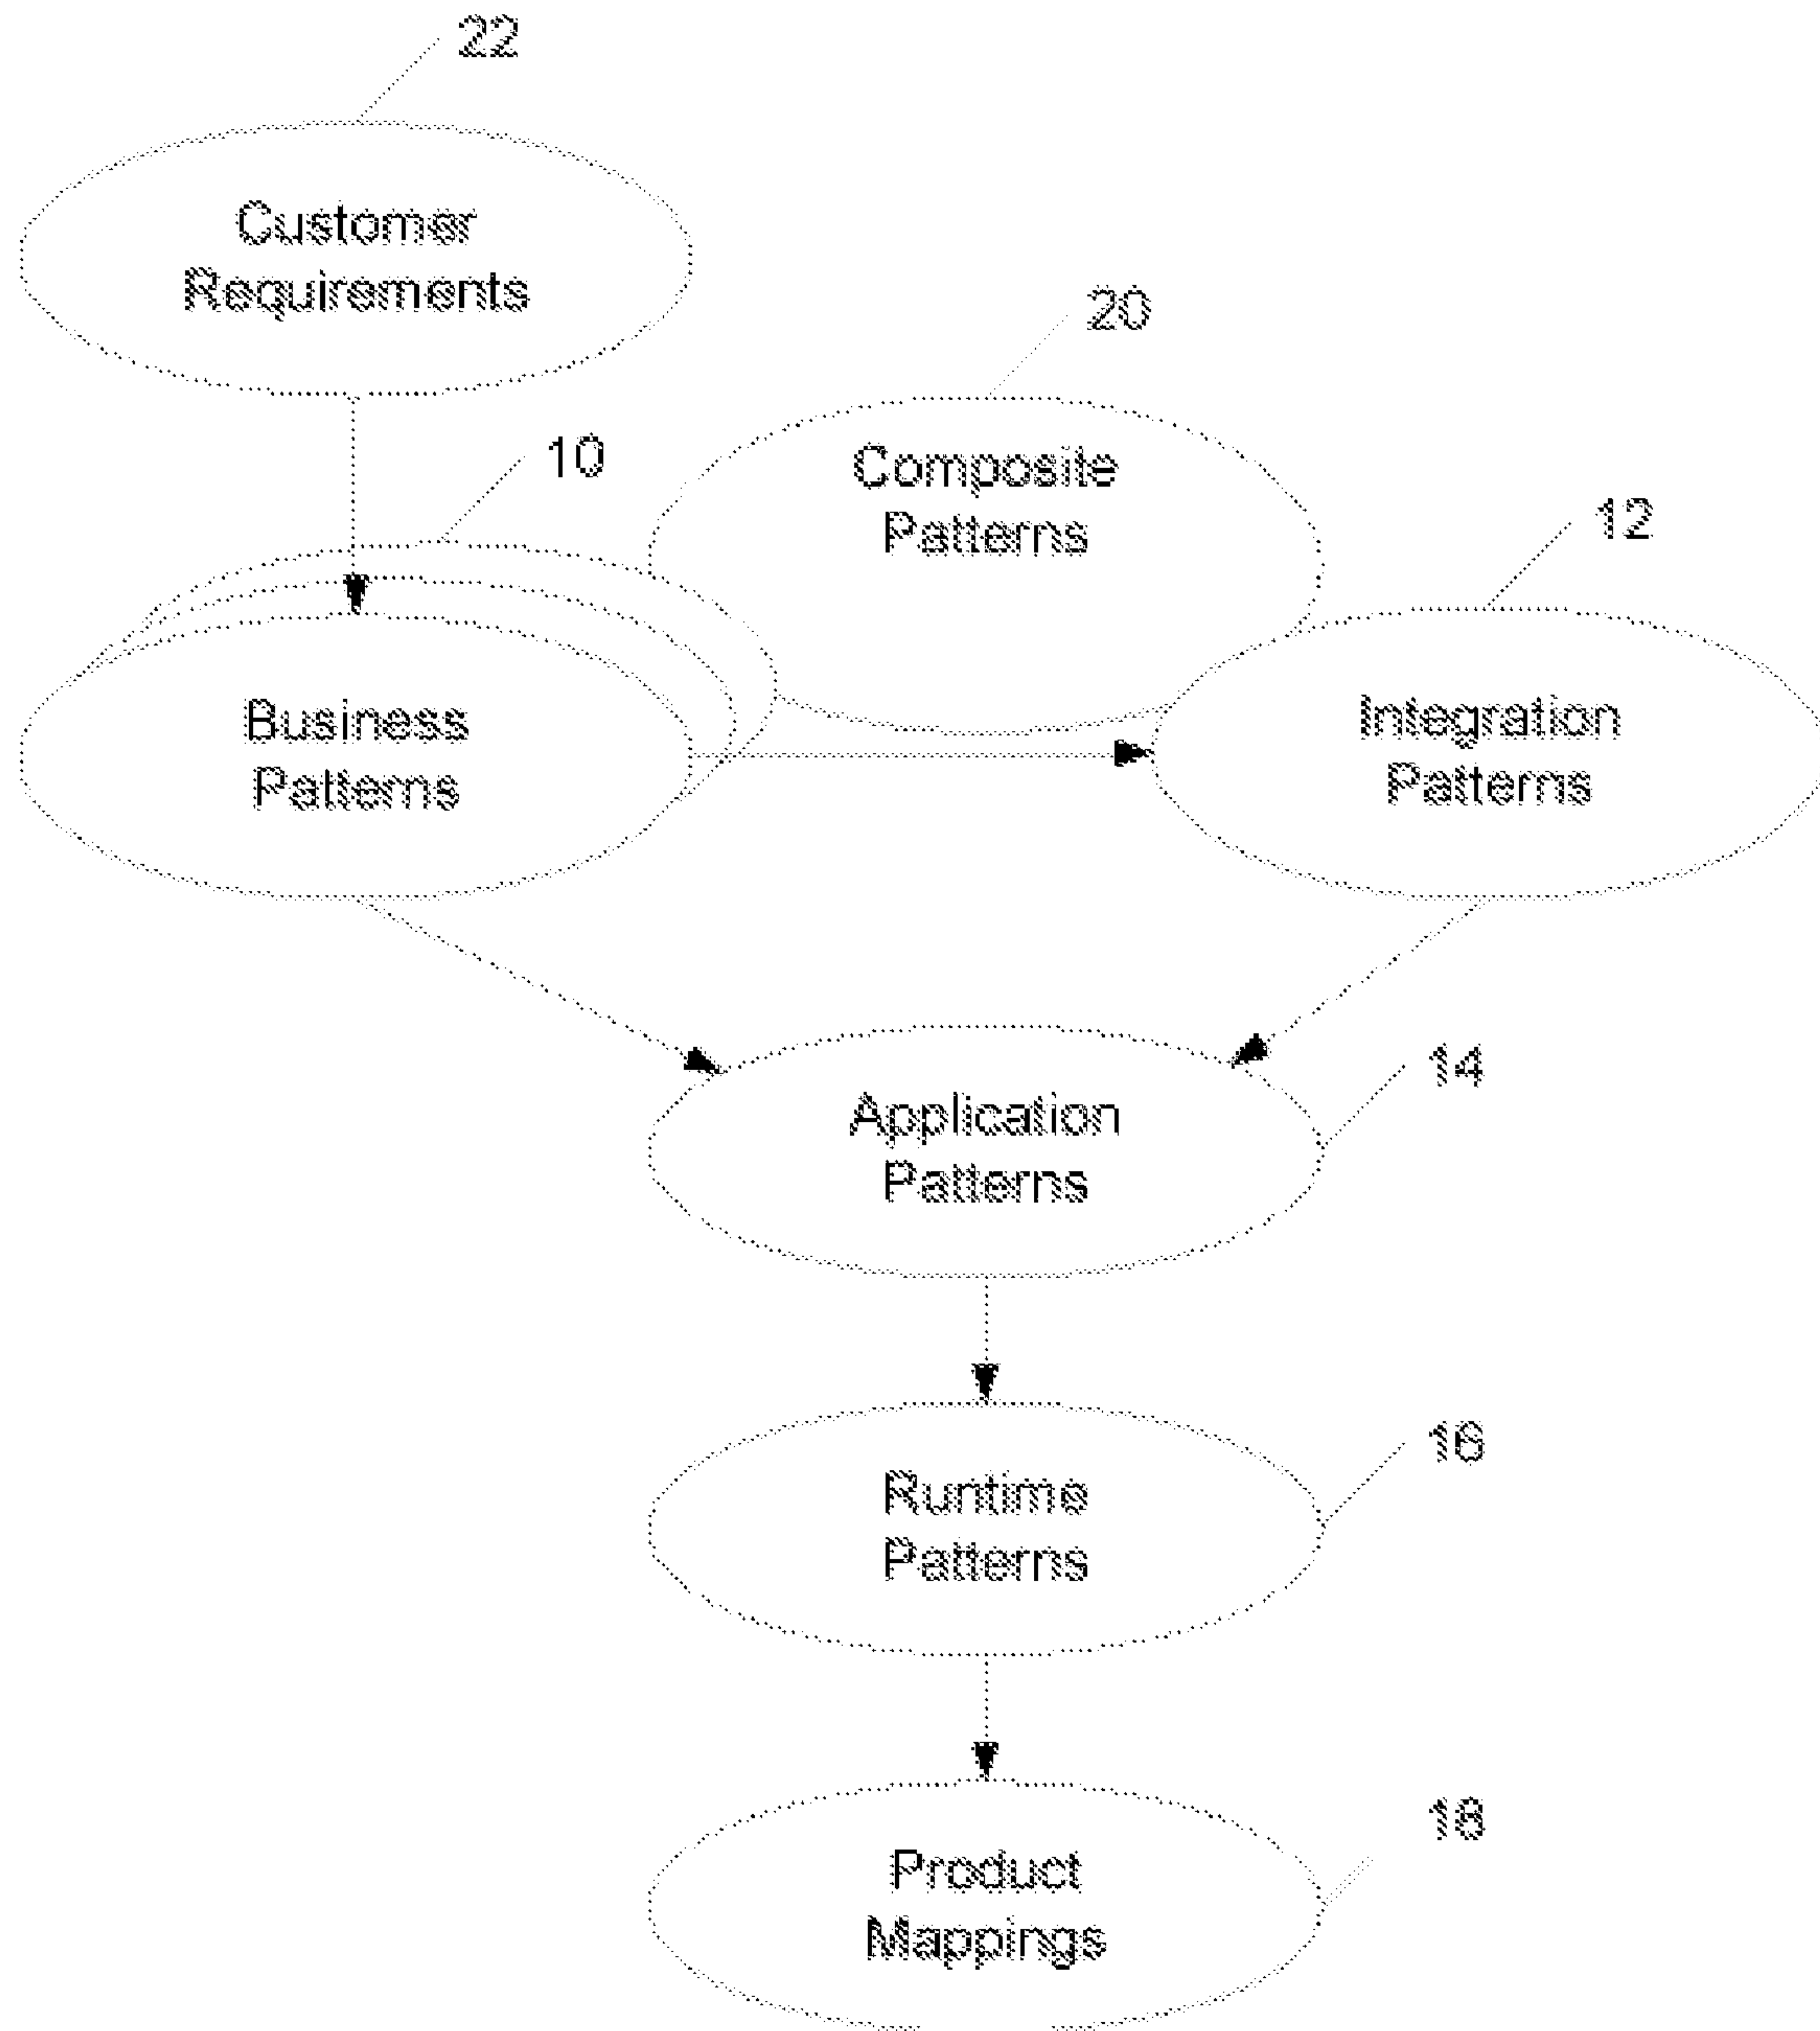 22
Customer
Requirements
20
Composite
Patterns
10
12
Business
Patterns
Integration
Patterns
14
Application
Patterns
16
Runtime
Patterns
18
Product
Mappings